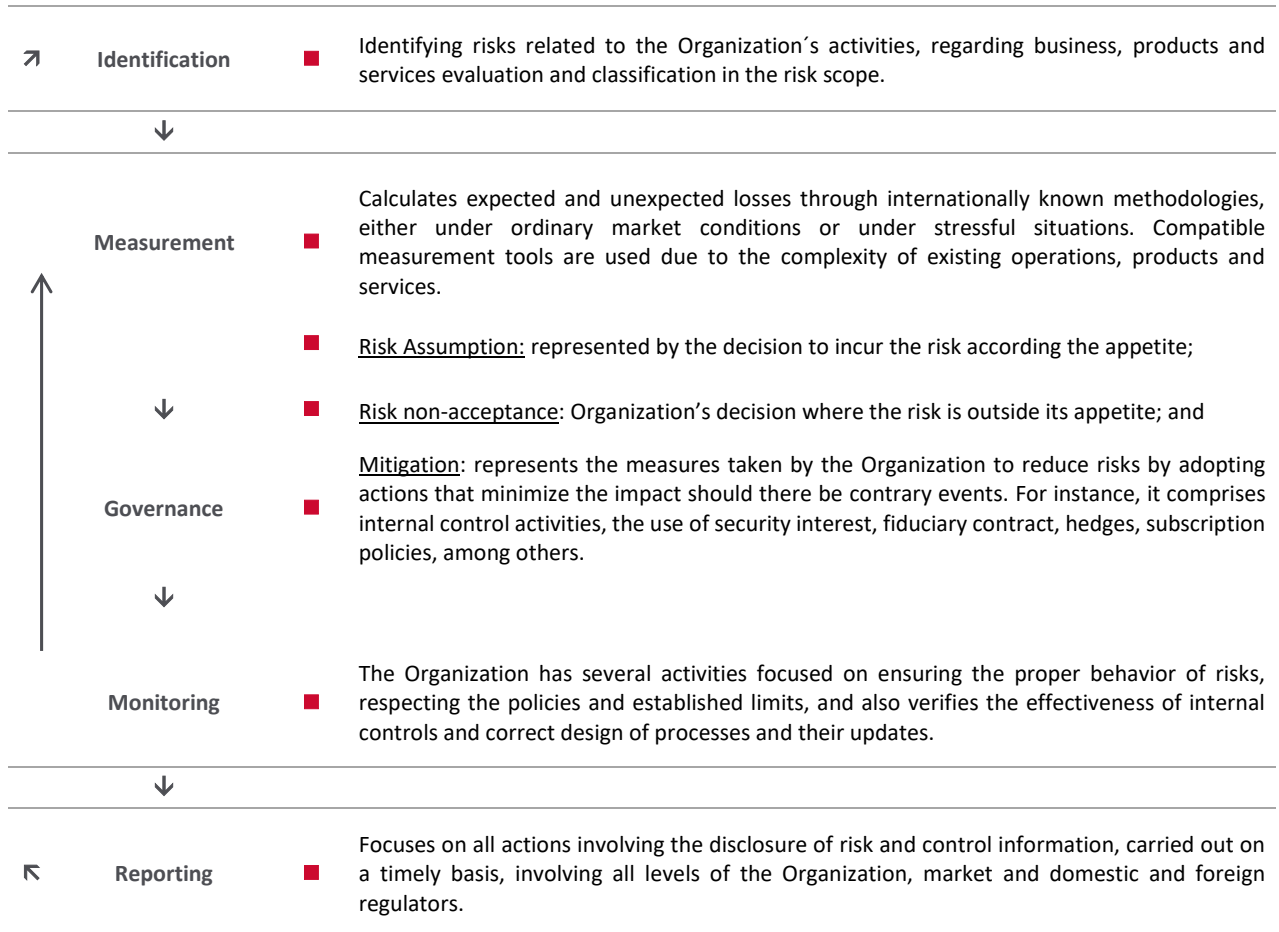 Identification
Identifying risks related to the Organization´s activities, regarding business, products and
services evaluation and classification in the risk scope.
Measurement
Calculates expected and unexpected losses through internationally known methodologies,
either under ordinary market conditions or under stressful situations. Compatible
measurement tools are used due to the complexity of existing operations, products and
services.
Risk Assumption: represented by the decision to incur the risk according the appetite;
Risk non-acceptance: Organization’s decision where the risk is outside its appetite; and
Governance
Mitigation: represents the measures taken by the Organization to reduce risks by adopting
actions that minimize the impact should there be contrary events. For instance, it comprises
internal control activities, the use of security interest, fiduciary contract, hedges, subscription
policies, among others.
Monitoring
The Organization has several activities focused on ensuring the proper behavior of risks,
respecting the policies and established limits, and also verifies the effectiveness of internal
controls and correct design of processes and their updates.
Reporting
Focuses on all actions involving the disclosure of risk and control information, carried out on
a timely basis, involving all levels of the Organization, market and domestic and foreign
regulators.